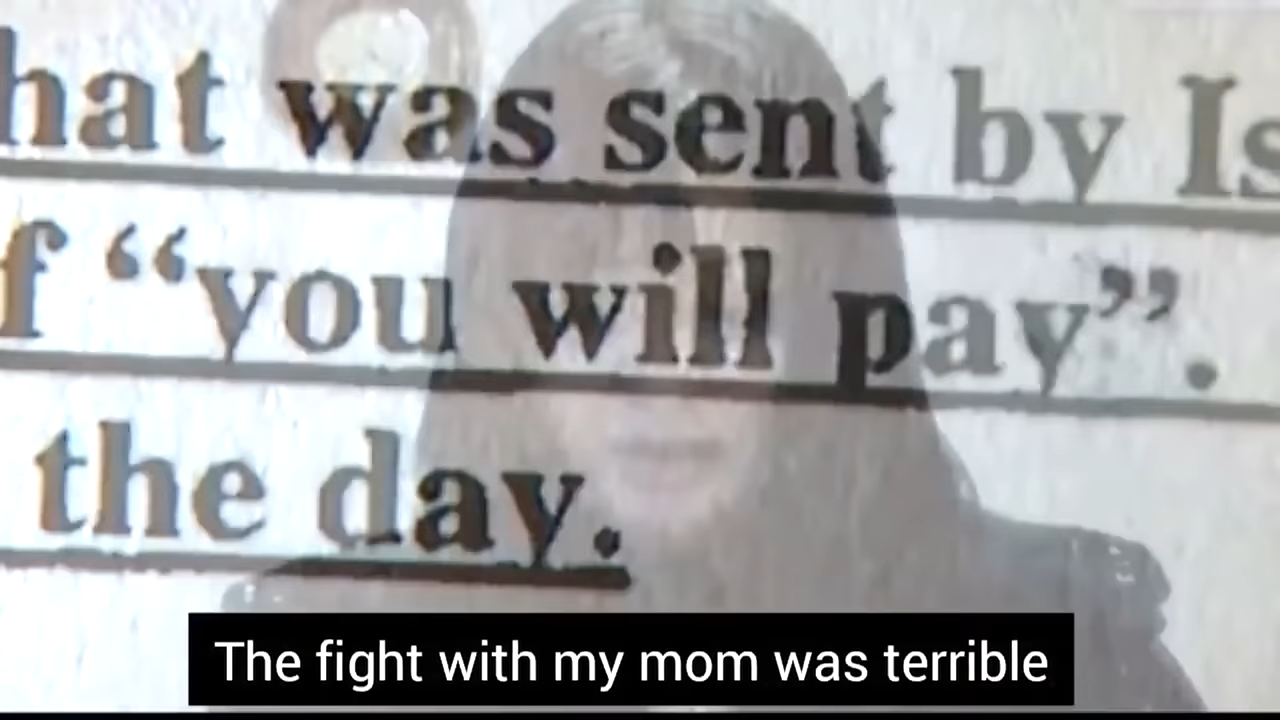 hat was sent by Is
f “you will pay”.
the day.
The fight with my mom was terrible